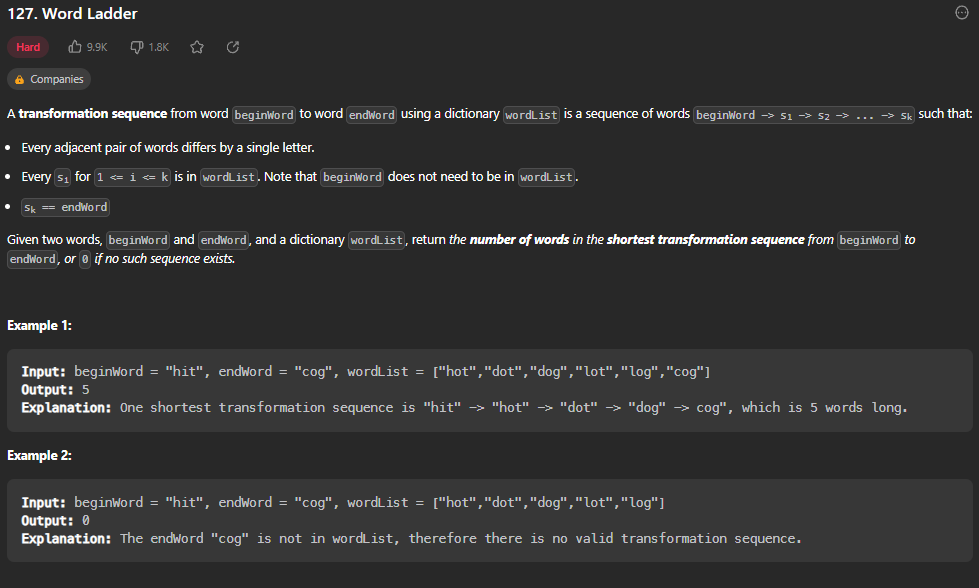 127. Word Ladder
Hard 9.9K 1.8K
Companies
A transformation sequence from word beginWord to word endWord using a dictionary wordList is a sequence of words beginWord -> s₁ -> s₂ -> ... -> sₖ such that:
• Every adjacent pair of words differs by a single letter.
• Every sᵢ for 1 <= i <= k is in wordList. Note that beginWord does not need to be in wordList.
• sₖ == endWord
Given two words, beginWord and endWord, and a dictionary wordList, return the number of words in the shortest transformation sequence from beginWord to
endWord, or 0 if no such sequence exists.
Example 1:
Input: beginWord = "hit", endWord = "cog", wordList = ["hot","dot","dog","lot","log","cog"]
Output: 5
Explanation: One shortest transformation sequence is "hit" -> "hot" -> "dot" -> "dog" -> cog", which is 5 words long.
Example 2:
Input: beginWord = "hit", endWord = "cog", wordList = ["hot","dot","dog","lot","log"]
Output: 0
Explanation: The endWord "cog" is not in wordList, therefore there is no valid transformation sequence.